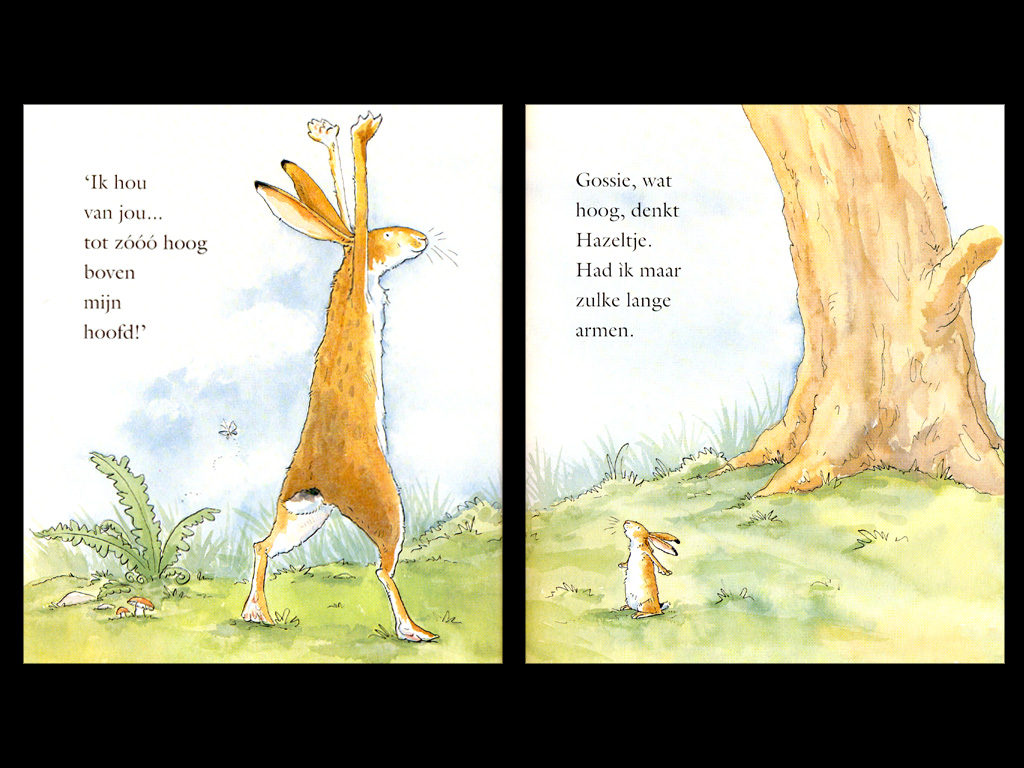 ‘Ik hou
van jou...
tot zóóó hoog
boven
mijn
hoofd!’
Gossie, wat
hoog, denkt
Hazeltje.
Had ìk maar
zulke lange
armen.